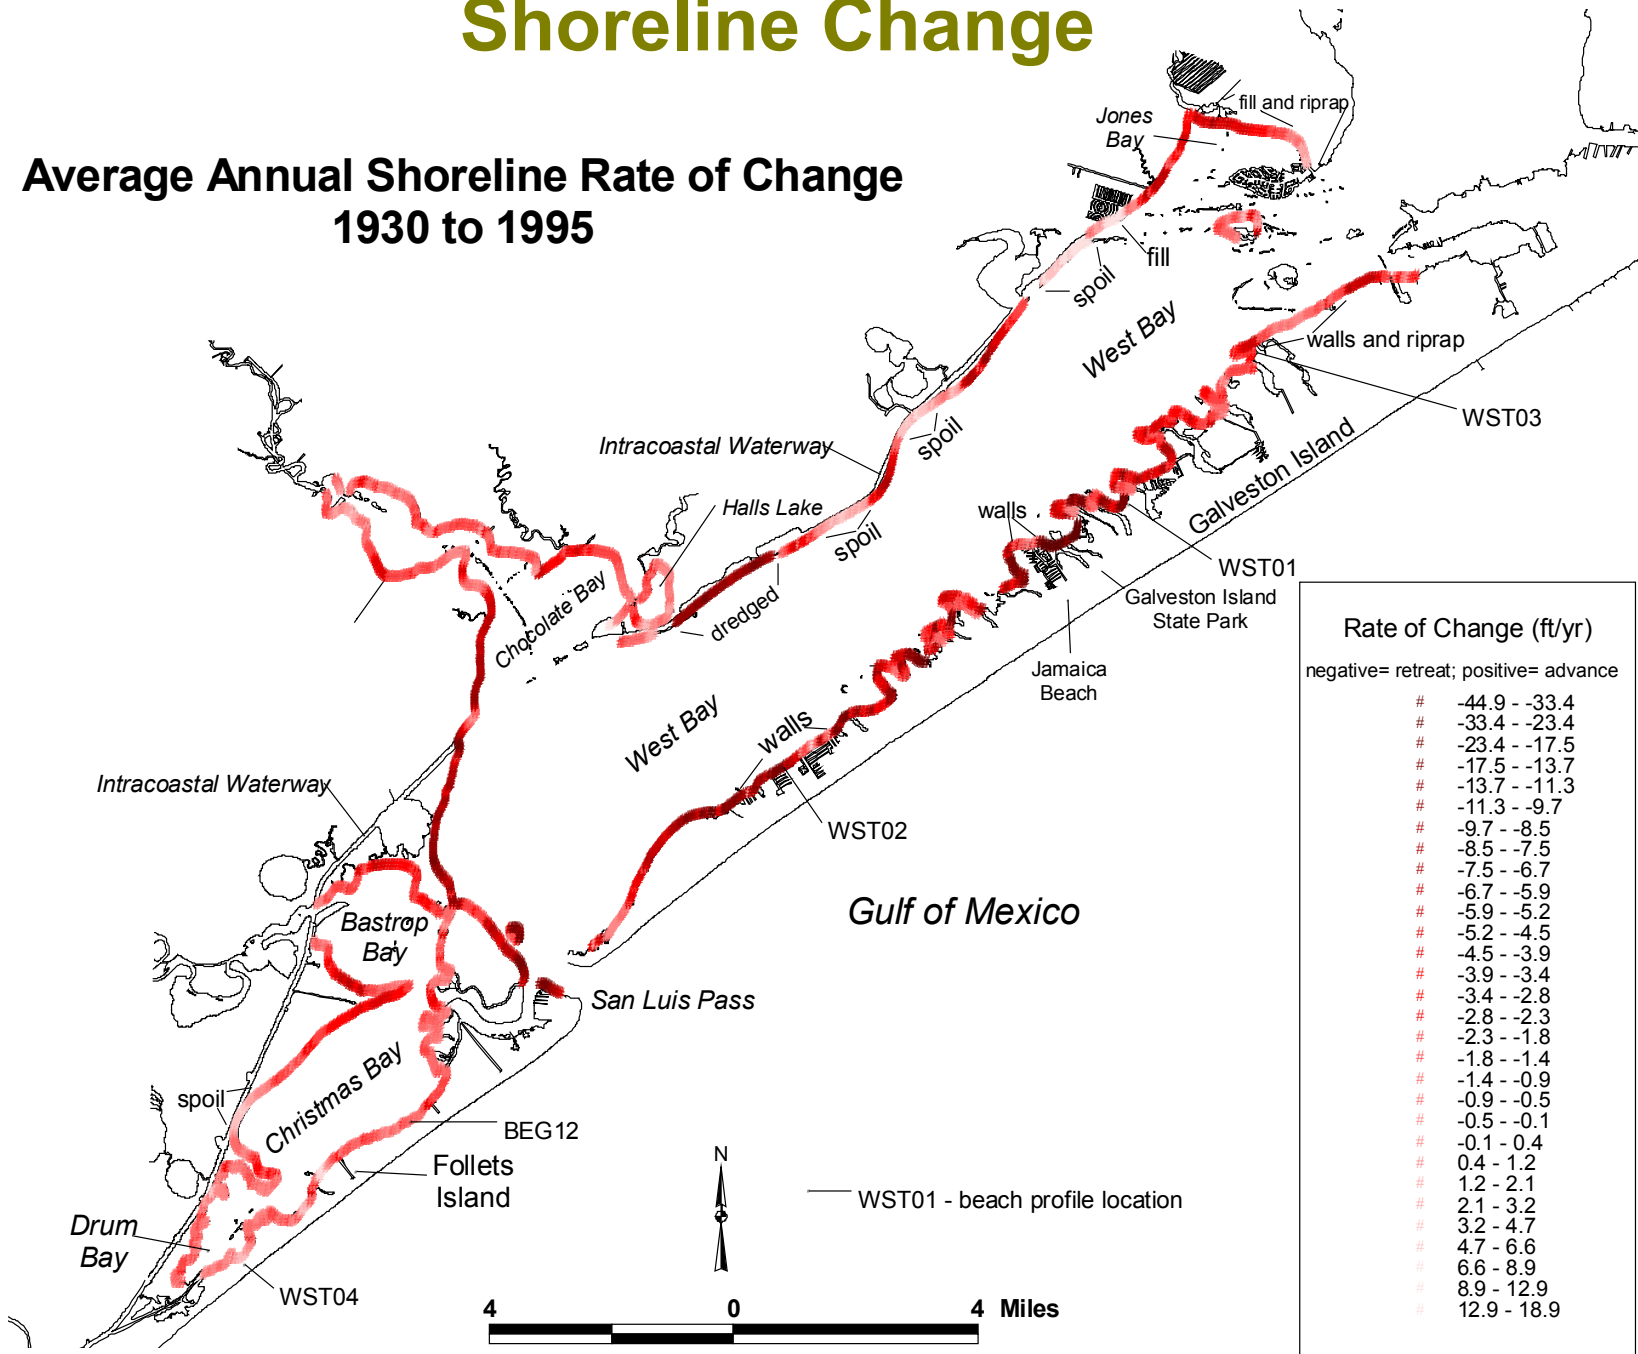 Shoreline Change
Average Annual Shoreline Rate of Change
1930 to 1995
Jones
Bay
fill and riprap
fill
spoil
West Bay
walls and riprap
WST03
Intracoastal Waterway
spoil
Galveston Island
Halls Lake
walls
spoil
WST01
Galveston Island
State Park
Chocolate Bay
dredged
Jamaica
Beach
West Bay
walls
Intracoastal Waterway
WST02
Gulf of Mexico
Bastrop
Bay
San Luis Pass
Christmas Bay
spoil
BEG12
Follets
Island
Drum
Bay
WST04
N
WST01 - beach profile location
4 0 4 Miles
Rate of Change (ft/yr)
negative= retreat; positive= advance
# -44.9 - -33.4
# -33.4 - -23.4
# -23.4 - -17.5
# -17.5 - -13.7
# -13.7 - -11.3
# -11.3 - -9.7
# -9.7 - -8.5
# -8.5 - -7.5
# -7.5 - -6.7
# -6.7 - -5.9
# -5.9 - -5.2
# -5.2 - -4.5
# -4.5 - -3.9
# -3.9 - -3.4
# -3.4 - -2.8
# -2.8 - -2.3
# -2.3 - -1.8
# -1.8 - -1.4
# -1.4 - -0.9
# -0.9 - -0.5
# -0.5 - -0.1
# -0.1 - 0.4
# 0.4 - 1.2
# 1.2 - 2.1
# 2.1 - 3.2
# 3.2 - 4.7
# 4.7 - 6.6
# 6.6 - 8.9
# 8.9 - 12.9
# 12.9 - 18.9